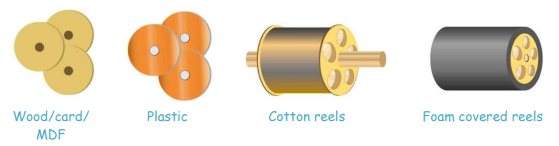 Wood/card/
MDF
Plastic
Cotton reels
Foam covered reels